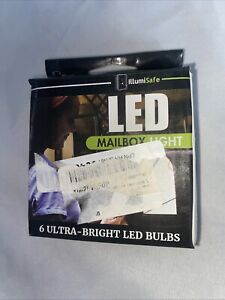 IllumiSafe
LED
MAILBOX LIGHT
6 ULTRA-BRIGHT LED BULBS